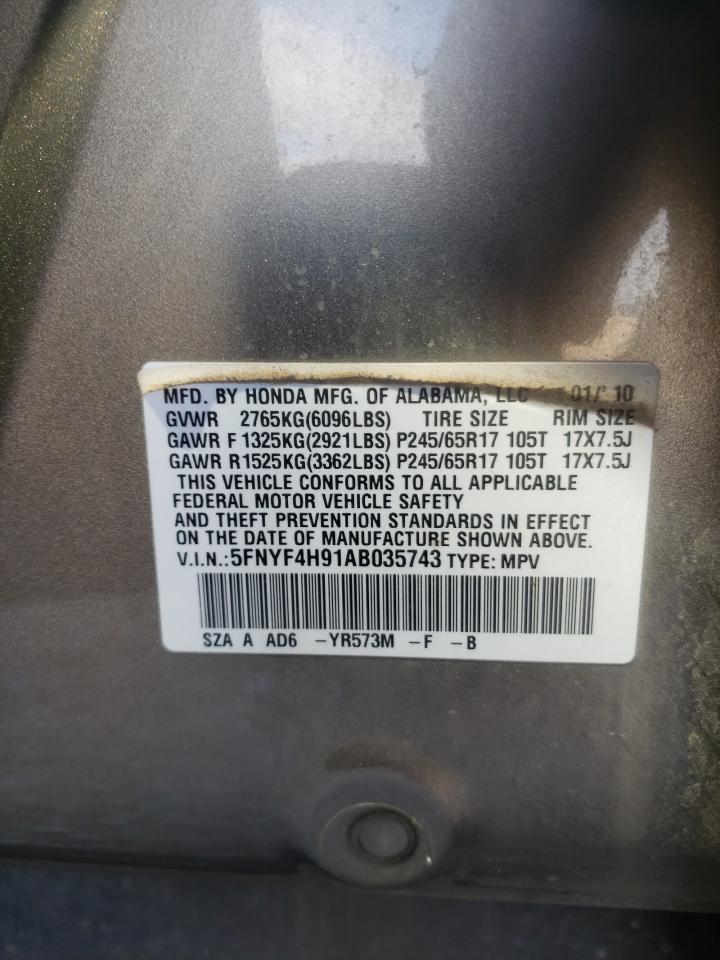 MFD. BY HONDA MFG. OF ALABAMA, LLC 01/'10
GVWR 2765KG(6096LBS) TIRE SIZE RIM SIZE
GAWR F 1325KG(2921LBS) P245/65R17 105T 17X7.5J
GAWR R1525KG(3362LBS) P245/65R17 105T 17X7.5J
THIS VEHICLE CONFORMS TO ALL APPLICABLE
FEDERAL MOTOR VEHICLE SAFETY
AND THEFT PREVENTION STANDARDS IN EFFECT
ON THE DATE OF MANUFACTURE SHOWN ABOVE.
V.I.N.:5FNYF4H91AB035743 TYPE: MPV
SZA A AD6 -YR573M -F -B